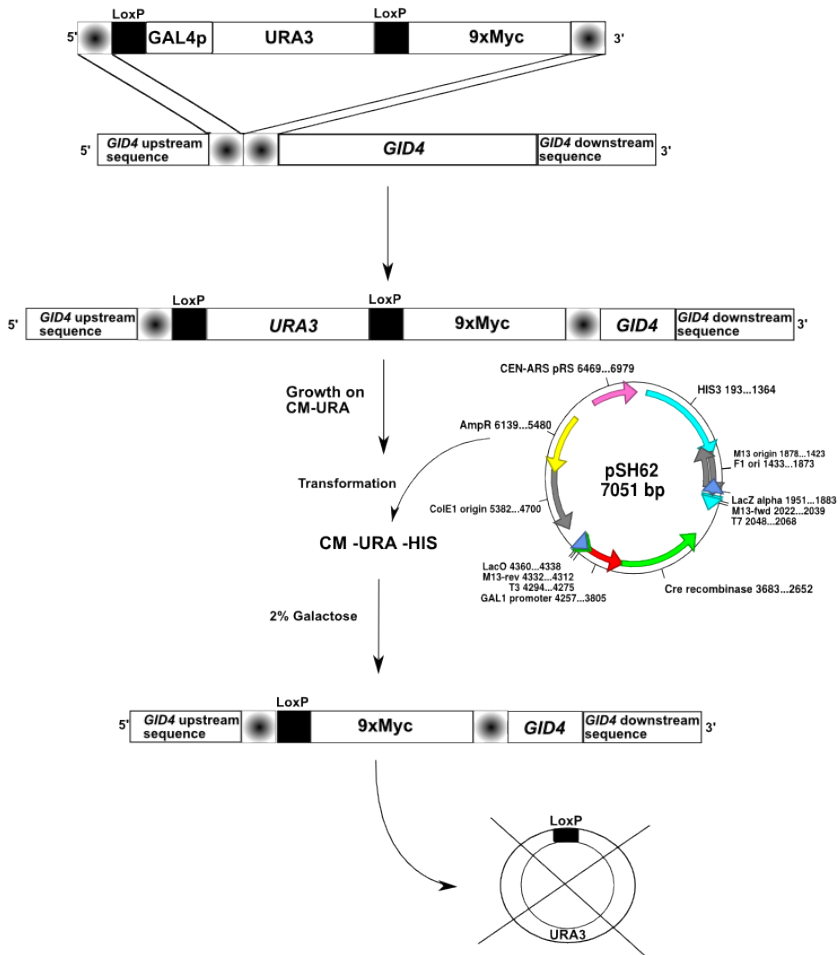 LoxP LoxP
5' GAL4p URA3 9xMyc 3'
5' GID4 upstream sequence GID4 GID4 downstream sequence 3'
LoxP LoxP
5' GID4 upstream sequence URA3 9xMyc GID4 GID4 downstream sequence 3'
Growth on
CM-URA
Transformation
CM -URA -HIS
2% Galactose
CEN-ARS pRS 6469...6979
HIS3 193...1364
AmpR 6139...5480
M13 origin 1878...1423
F1 ori 1433...1873
pSH62
7051 bp
LacZ alpha 1951...1883
M13-fwd 2022...2039
T7 2048...2068
ColE1 origin 5382...4700
LacO 4360...4338
M13-rev 4332...4312
T3 4294...4275
GAL1 promoter 4257...3805
Cre recombinase 3683...2652
LoxP
5' GID4 upstream sequence 9xMyc GID4 GID4 downstream sequence 3'
LoxP
URA3